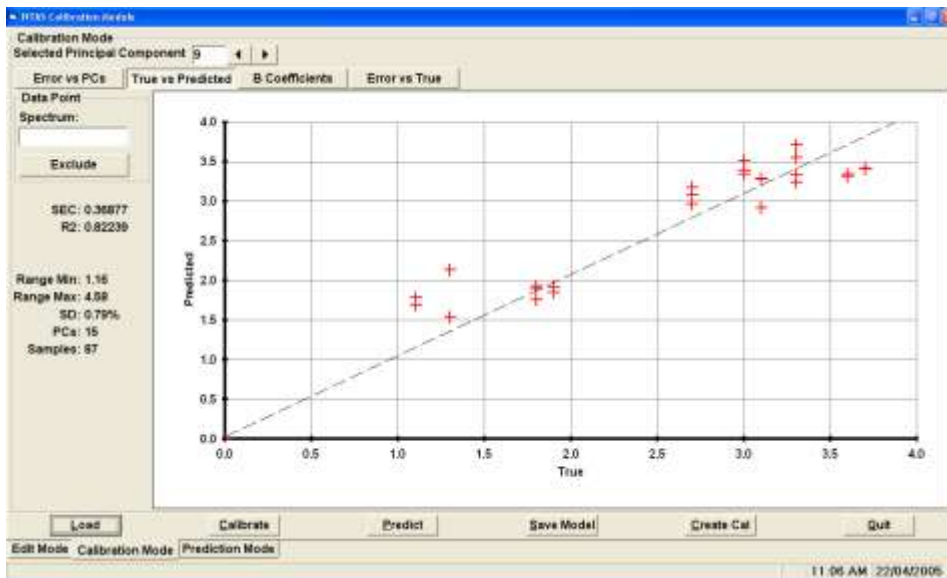 NTAS Calibration Module
Calibration Mode
Selected Principal Component 9
Error vs PCs True vs Predicted B Coefficients Error vs True
Data Point
Spectrum:
Exclude
SEC: 0.36877
R2: 0.82239
Range Min: 1.16
Range Max: 4.58
SD: 0.79%
PCs: 15
Samples: 67
4.0
3.5
3.0
2.5
2.0
1.5
1.0
0.5
0.0
Predicted
0.0 0.5 1.0 1.5 2.0 2.5 3.0 3.5 4.0
True
Load Calibrate Predict Save Model Create Cal Quit
Edit Mode Calibration Mode Prediction Mode
11:06 AM 22/04/2005